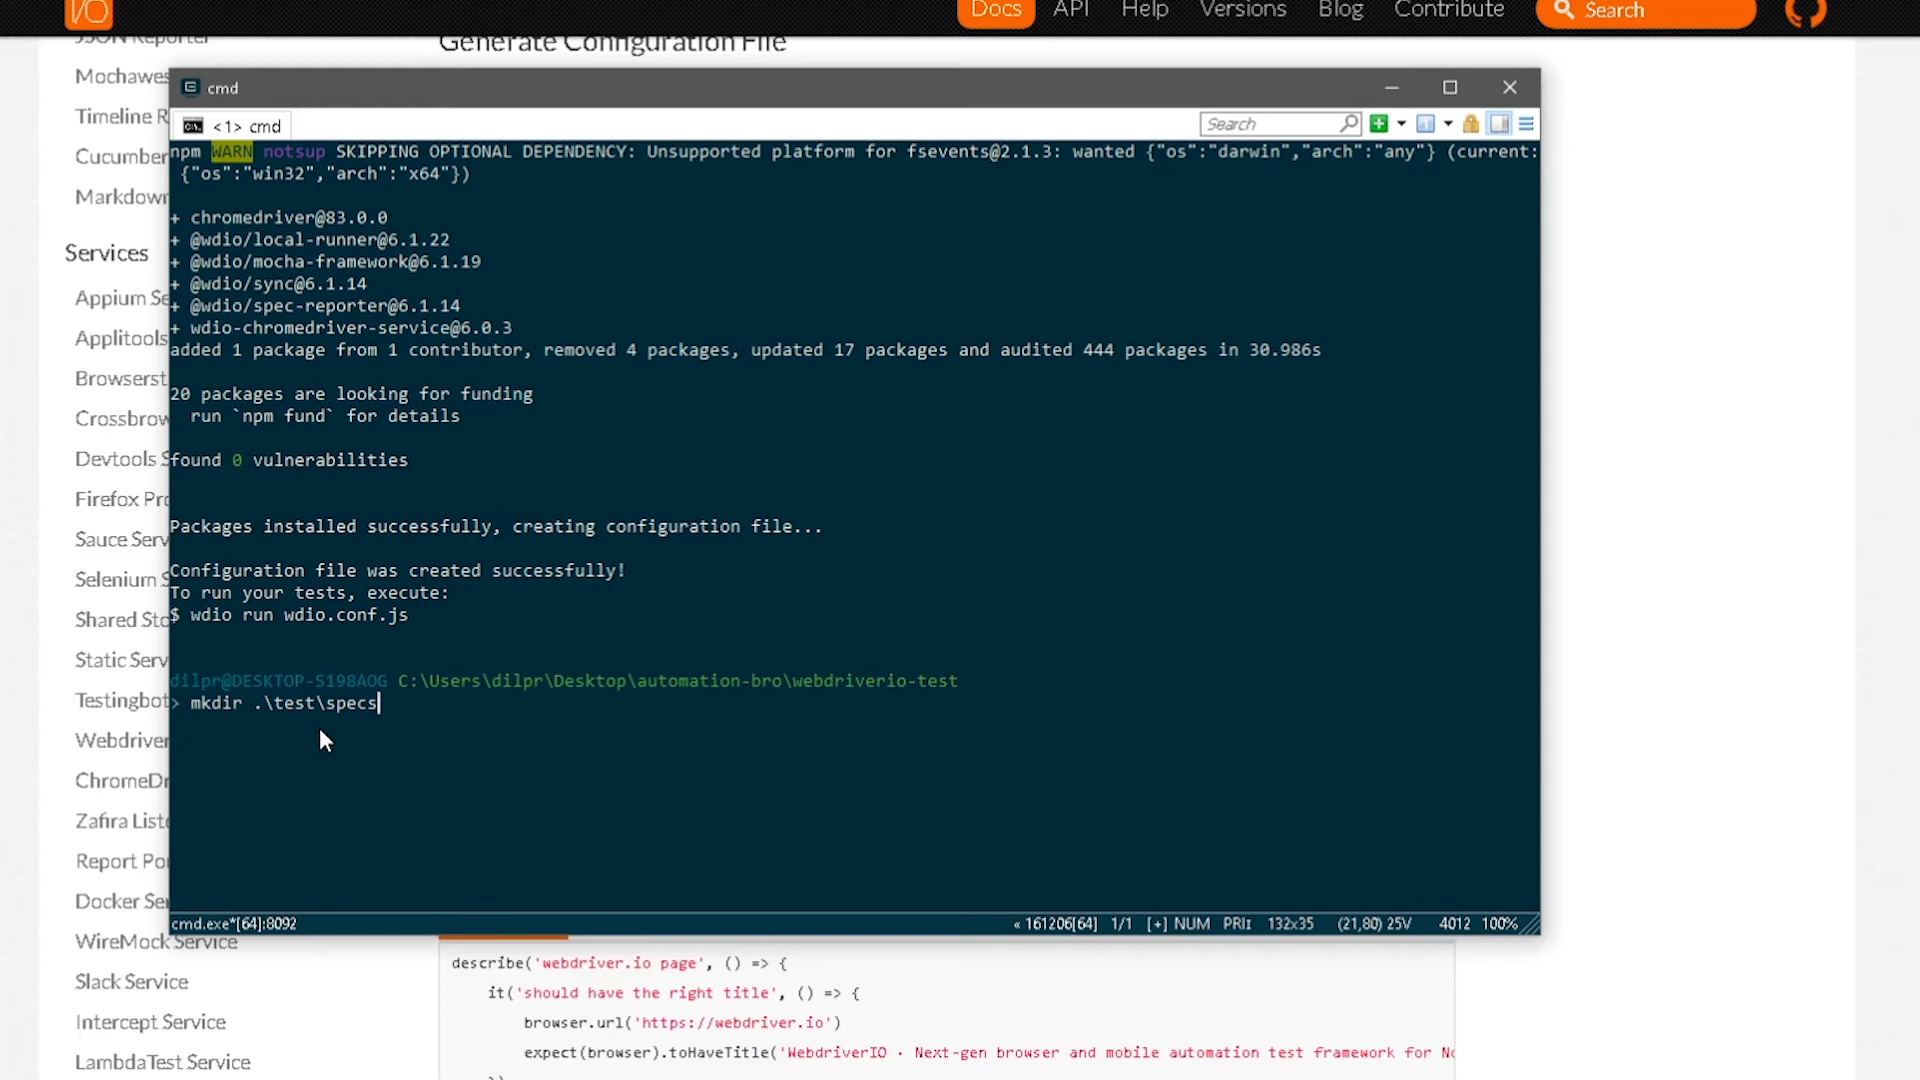 I/O
Docs
API
Help
Versions
Blog
Contribute
Search
JSON Reporter
Generate Configuration File
Mochawes
Timeline R
Cucumber
Markdown
Services
Appium Se
Applitools
Browserst
Crossbrow
Devtools S
Firefox Pro
Sauce Serv
Selenium S
Shared Sto
Static Serv
Testingbot
Webdriver
ChromeDr
Zafira Liste
Report Po
Docker Ser
WireMock Service
Slack Service
Intercept Service
LambdaTest Service
cmd
<1> cmd
Search
npm WARN notsup SKIPPING OPTIONAL DEPENDENCY: Unsupported platform for fsevents@2.1.3: wanted {"os":"darwin","arch":"any"} (current:
{"os":"win32","arch":"x64"})
+ chromedriver@83.0.0
+ @wdio/local-runner@6.1.22
+ @wdio/mocha-framework@6.1.19
+ @wdio/sync@6.1.14
+ @wdio/spec-reporter@6.1.14
+ wdio-chromedriver-service@6.0.3
added 1 package from 1 contributor, removed 4 packages, updated 17 packages and audited 444 packages in 30.986s
20 packages are looking for funding
run `npm fund` for details
found 0 vulnerabilities
Packages installed successfully, creating configuration file...
Configuration file was created successfully!
To run your tests, execute:
$ wdio run wdio.conf.js
dilpr@DESKTOP-S198AOG C:\Users\dilpr\Desktop\automation-bro\webdriverio-test
> mkdir .\test\specs
cmd.exe*[64]:8092
« 161206[64] 1/1 [+] NUM PRI↕ 132x35 (21,80) 25V 4012 100%
describe('webdriver.io page', () => {
it('should have the right title', () => {
browser.url('https://webdriver.io')
expect(browser).toHaveTitle('WebdriverIO · Next-gen browser and mobile automation test framework for No
})